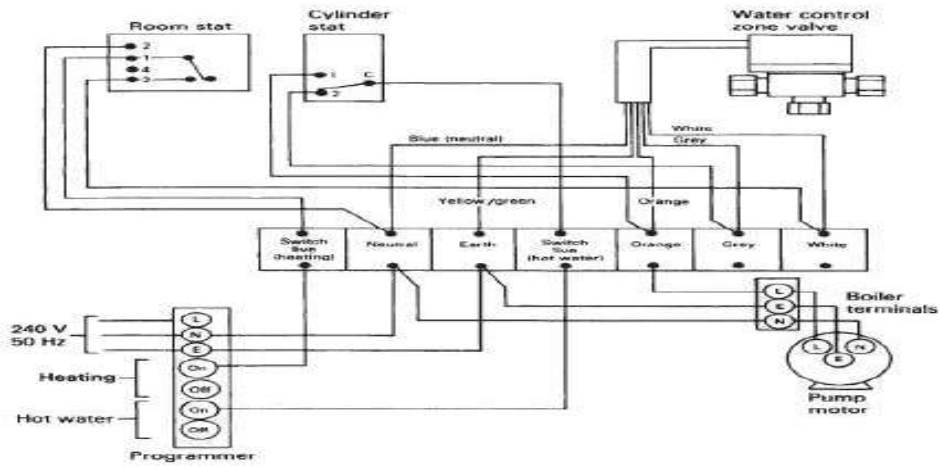 Room stat
Cylinder
stat
Water control
zone valve
2
1
4
3
1
C
2
White
Grey
Blue (neutral)
Yellow/green
Orange
Switch
live
(heating)
Neutral
Earth
Switch
live
(hot water)
Orange
Grey
White
L
E
N
Boiler
terminals
240 V
50 Hz
L
N
E
Heating
On
Off
Hot water
On
Off
Programmer
L
E
N
Pump
motor